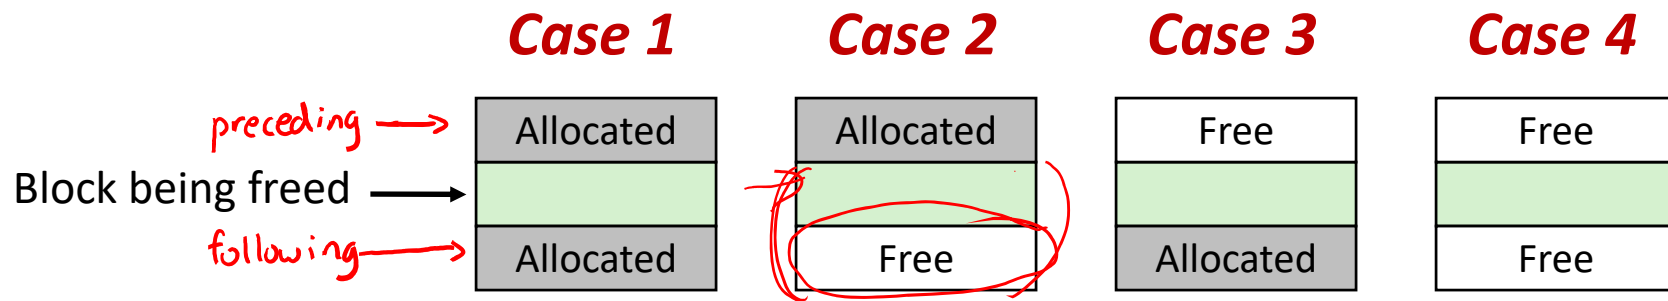 Case 1 Case 2 Case 3 Case 4
preceding Allocated Allocated Free Free
Block being freed
following Allocated Free Allocated Free